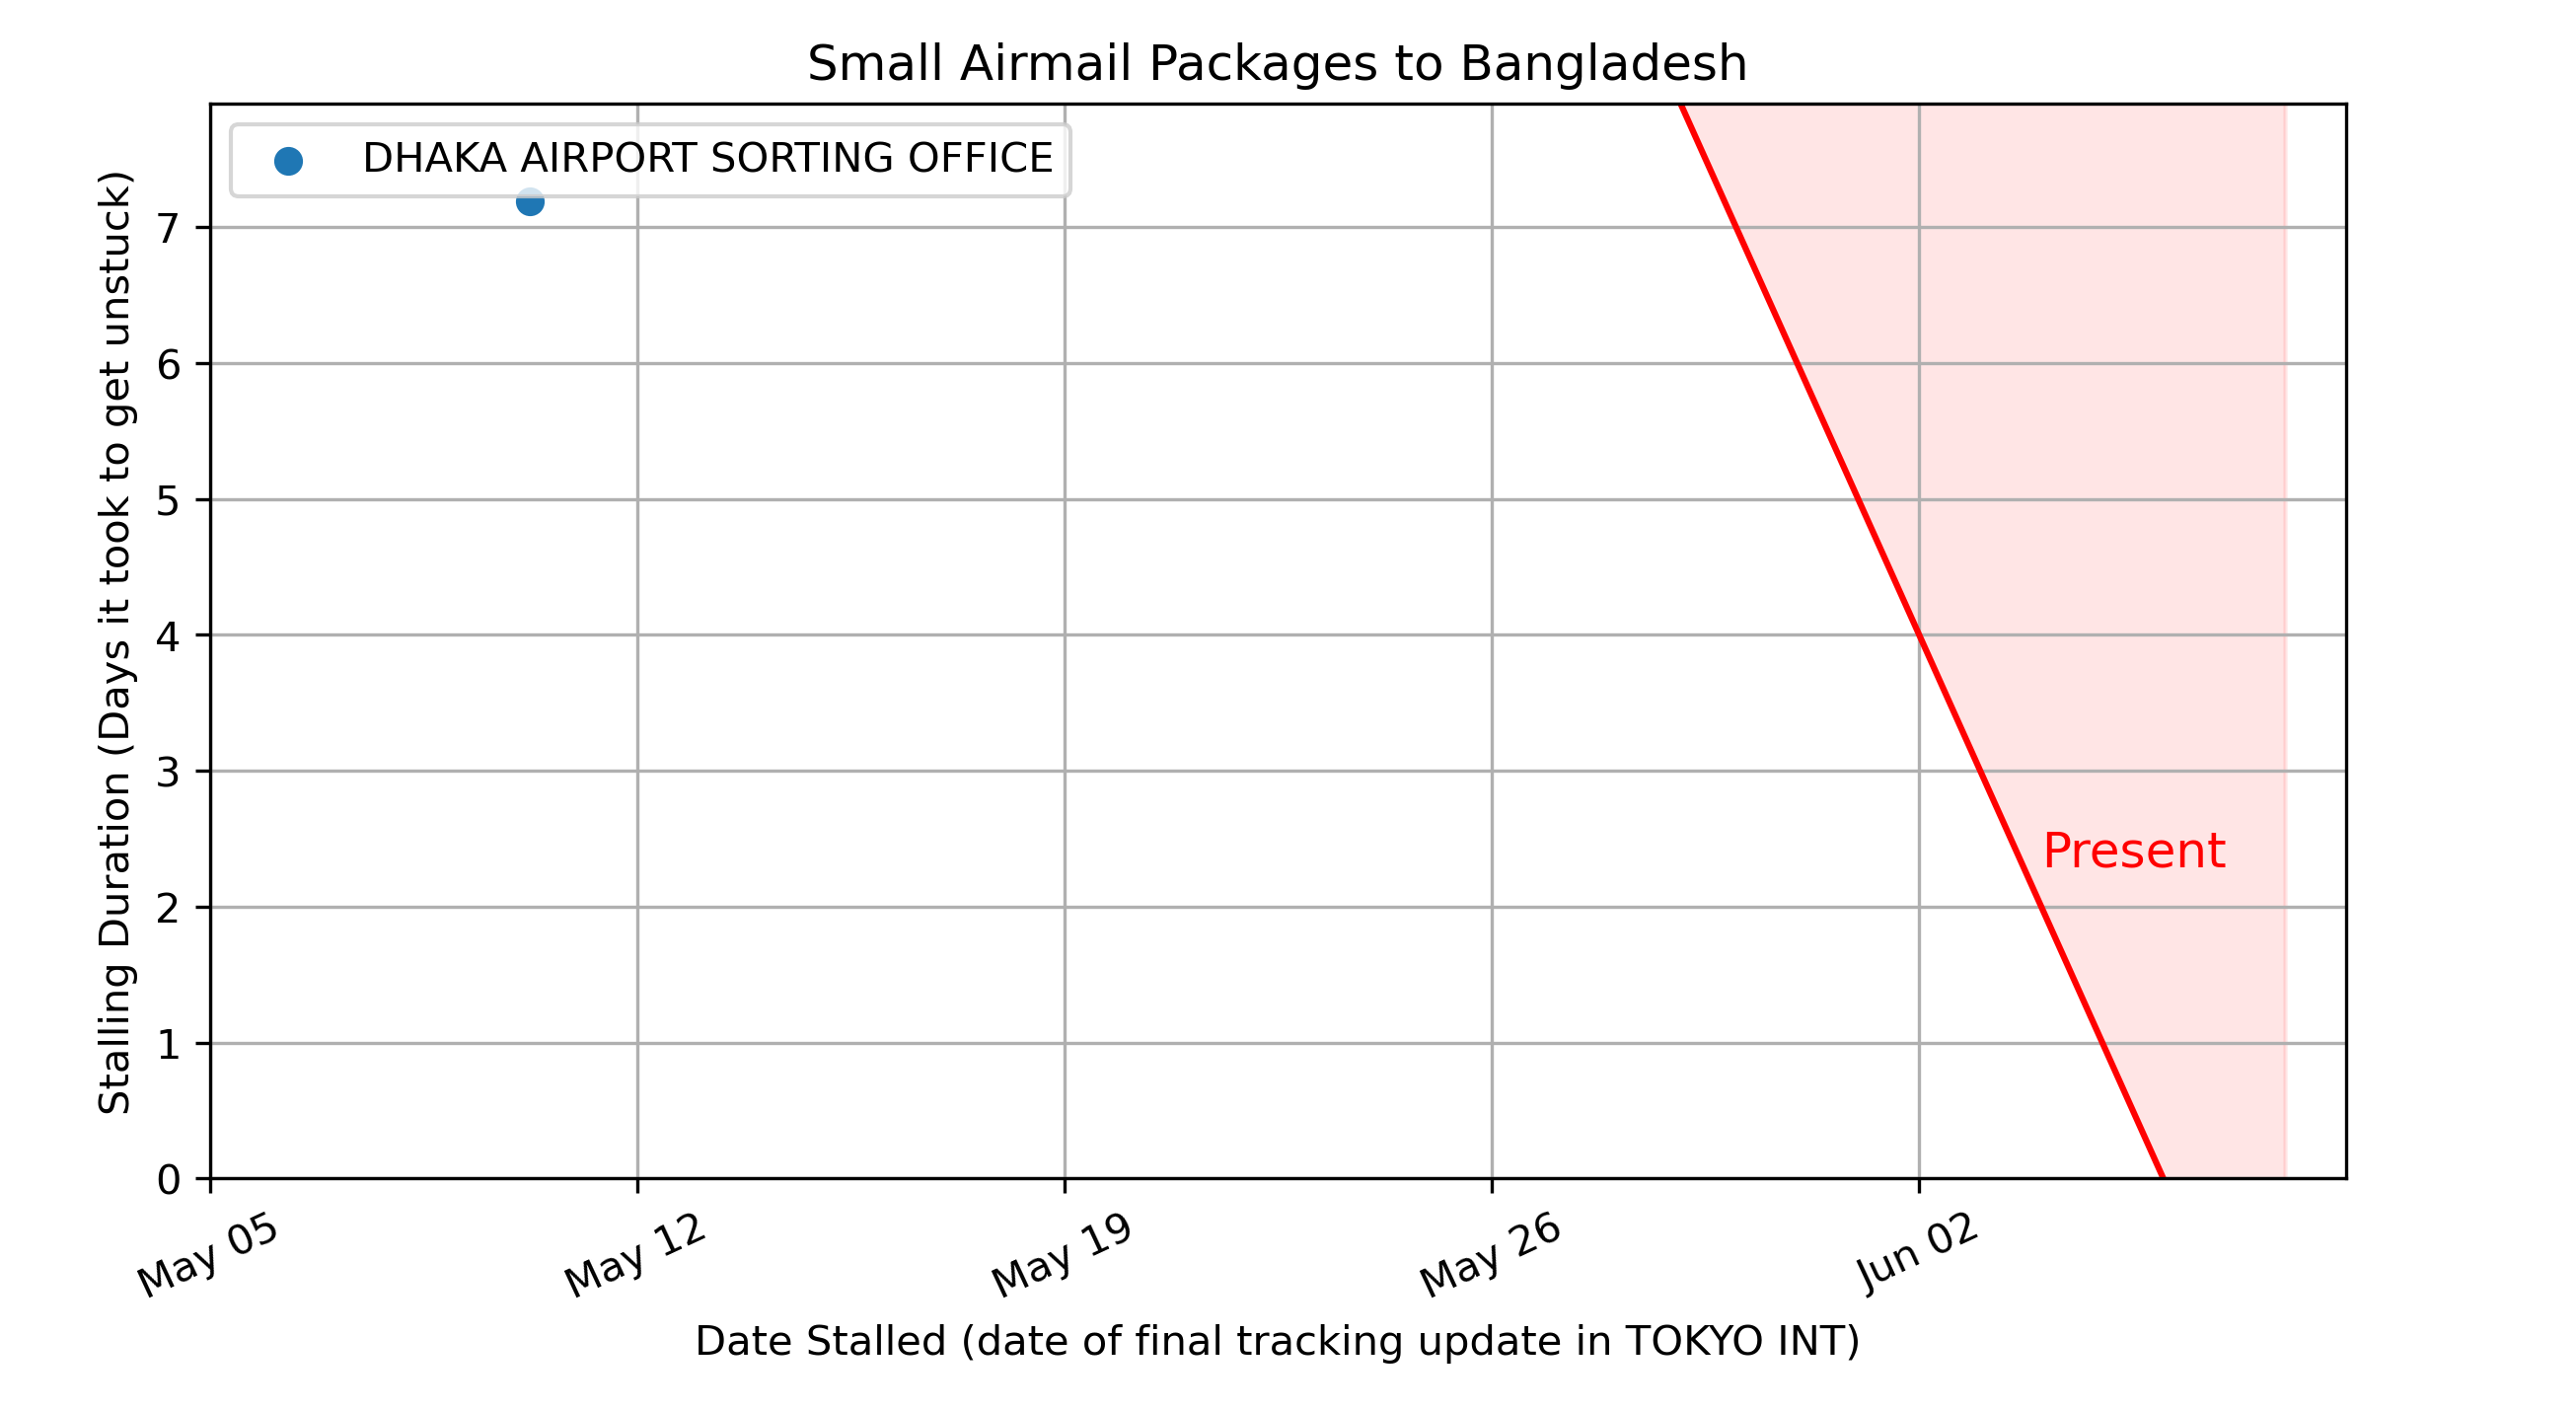 Small Airmail Packages to Bangladesh
DHAKA AIRPORT SORTING OFFICE
Stalling Duration (Days it took to get unstuck)
7
6
5
4
3
2
1
0
Present
May 05
May 12
May 19
May 26
Jun 02
Date Stalled (date of final tracking update in TOKYO INT)